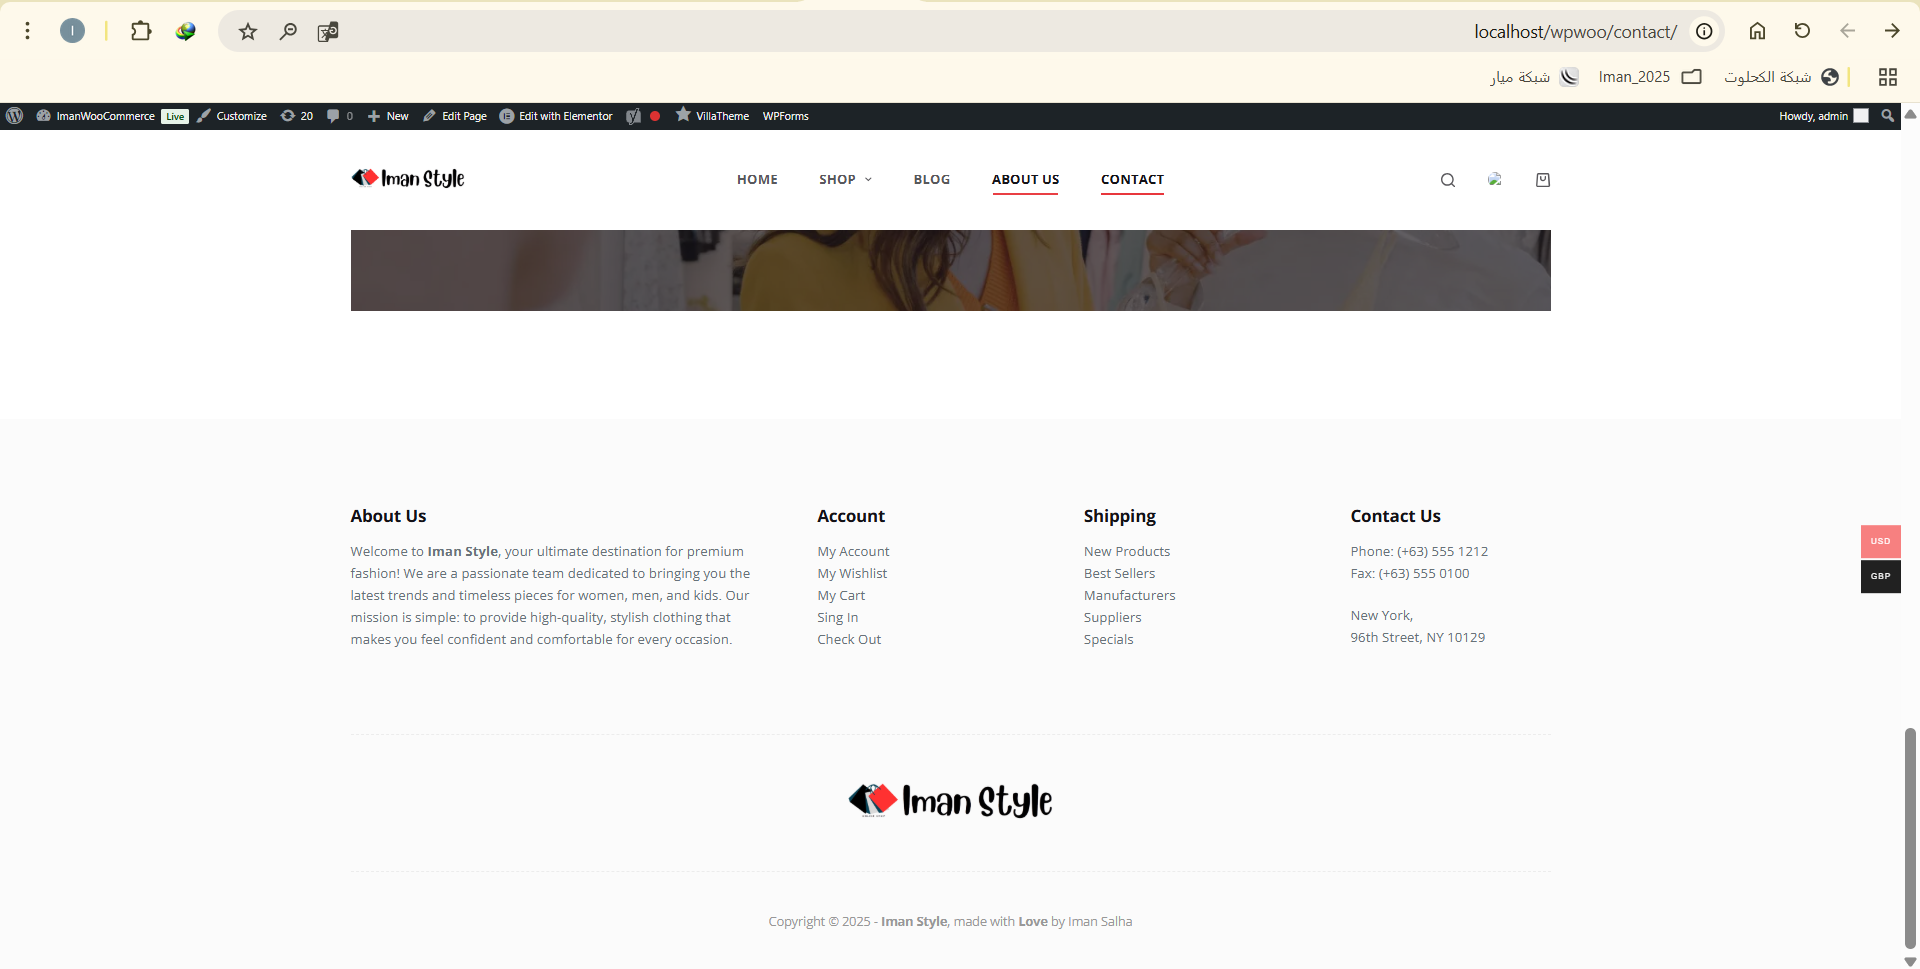 I
localhost/wpwoo/contact/
شبكة ميار
Iman_2025
شبكة الكحلوت
ImanWooCommerce Live Customize 20 0 New Edit Page Edit with Elementor VillaTheme WPForms Howdy, admin
Iman Style HOME SHOP BLOG ABOUT US CONTACT
About Us
Welcome to Iman Style, your ultimate destination for premium
fashion! We are a passionate team dedicated to bringing you the
latest trends and timeless pieces for women, men, and kids. Our
mission is simple: to provide high-quality, stylish clothing that
makes you feel confident and comfortable for every occasion.
Account
My Account
My Wishlist
My Cart
Sing In
Check Out
Shipping
New Products
Best Sellers
Manufacturers
Suppliers
Specials
Contact Us
Phone: (+63) 555 1212
Fax: (+63) 555 0100
New York,
96th Street, NY 10129
USD
GBP
Iman Style
Copyright © 2025 - Iman Style, made with Love by Iman Salha